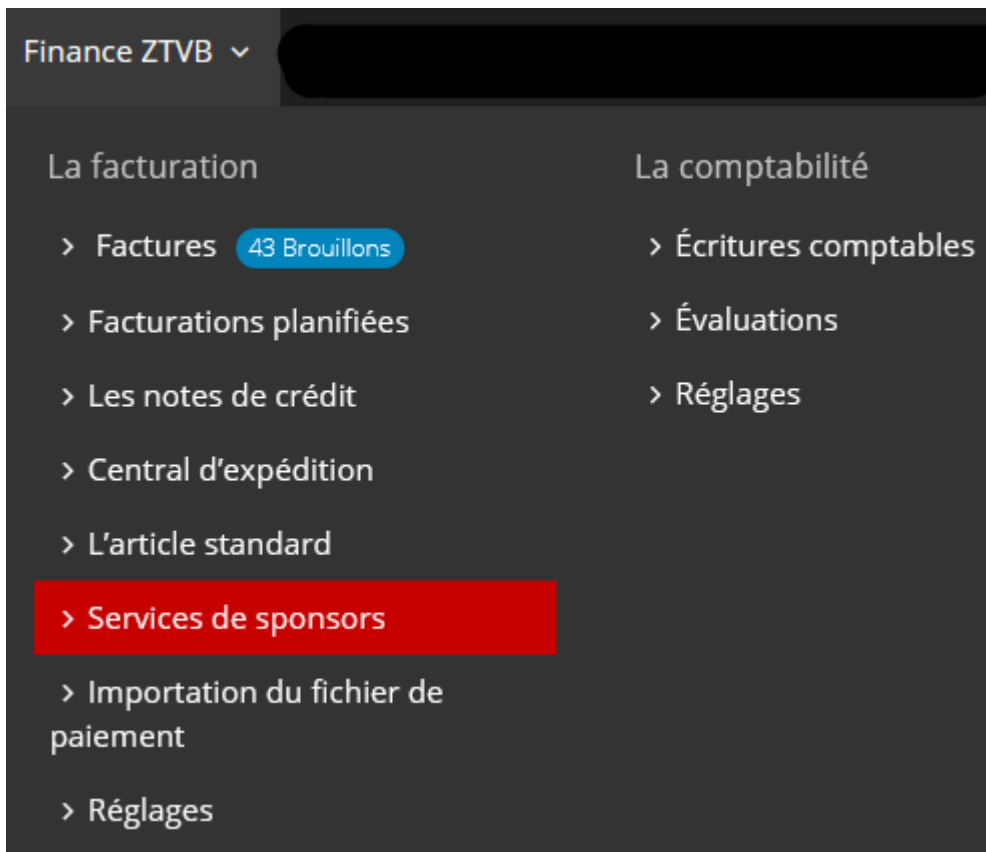 Finance ZTVB
La facturation
Factures 43 Brouillons
Facturations planifiées
Les notes de crédit
Central d’expédition
L’article standard
Services de sponsors
Importation du fichier de
paiement
Réglages
La comptabilité
Écritures comptables
Évaluations
Réglages